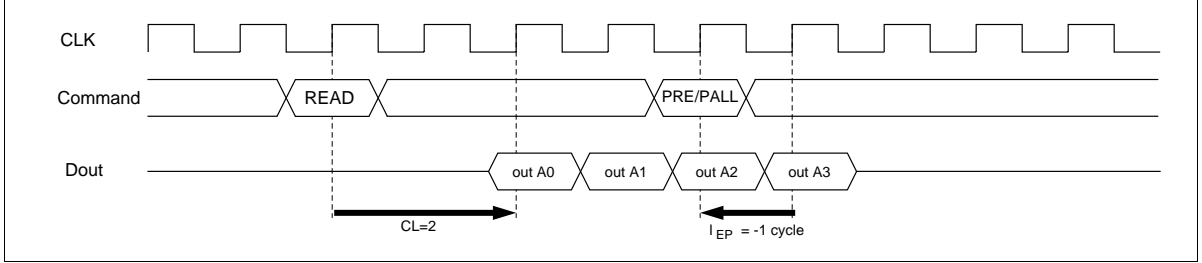 CLK
Command
READ
PRE/PALL
Dout
out A0
out A1
out A2
out A3
CL=2
l EP = -1 cycle